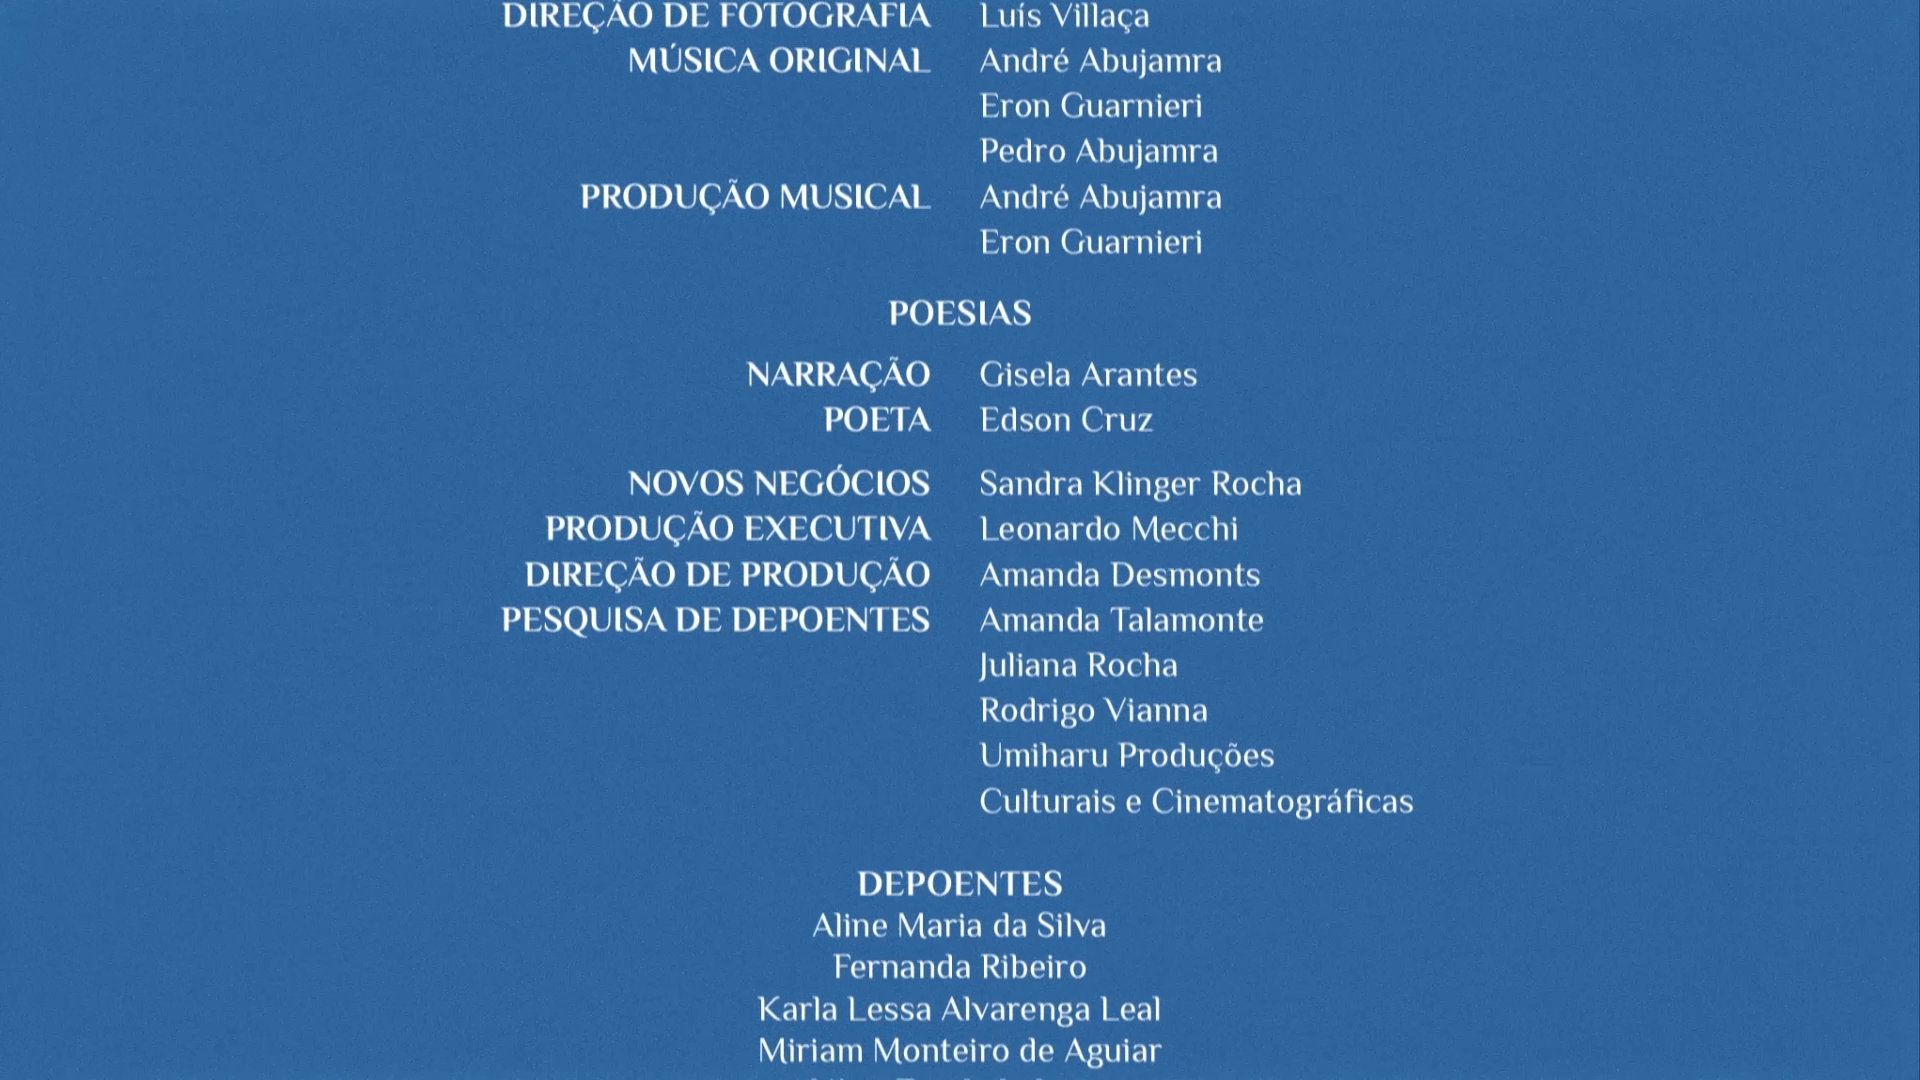 DIREÇÃO DE FOTOGRAFIA Luís Villaça
MÚSICA ORIGINAL André Abujamra
Eron Guarnieri
Pedro Abujamra
PRODUÇÃO MUSICAL André Abujamra
Eron Guarnieri
POESIAS
NARRAÇÃO Gisela Arantes
POETA Edson Cruz
NOVOS NEGÓCIOS Sandra Klinger Rocha
PRODUÇÃO EXECUTIVA Leonardo Mecchi
DIREÇÃO DE PRODUÇÃO Amanda Desmonts
PESQUISA DE DEPOENTES Amanda Talamonte
Juliana Rocha
Rodrigo Vianna
Umiharu Produções
Culturais e Cinematográficas
DEPOENTES
Aline Maria da Silva
Fernanda Ribeiro
Karla Lessa Alvarenga Leal
Miriam Monteiro de Aguiar